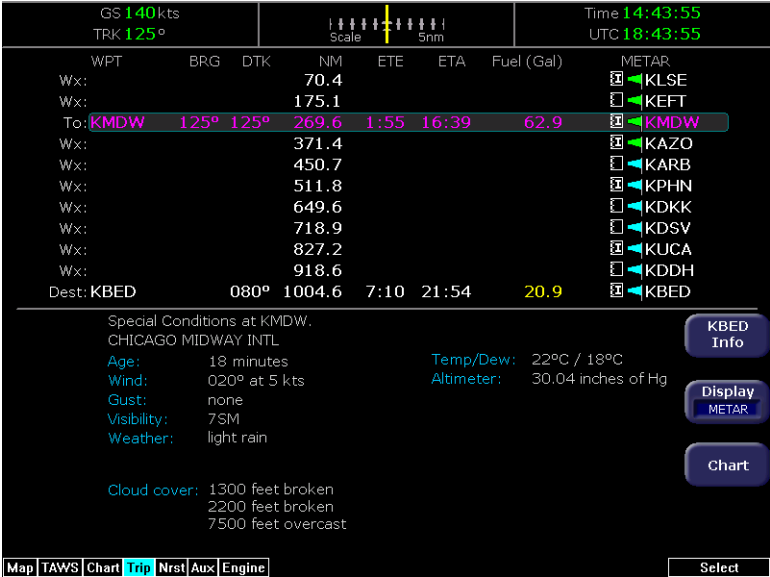 GS 140kts
TRK 125°
Scale 5nm
Time 14:43:55
UTC 18:43:55
WPT BRG DTK NM ETE ETA Fuel (Gal) METAR
Wx: 70.4 KLSE
Wx: 175.1 KEFT
To: KMDW 125° 125° 269.6 1:55 16:39 62.9 KMDW
Wx: 371.4 KAZO
Wx: 450.7 KARB
Wx: 511.8 KPHN
Wx: 649.6 KDKK
Wx: 718.9 KDSV
Wx: 827.2 KUCA
Wx: 918.6 KDDH
Dest: KBED 080° 1004.6 7:10 21:54 20.9 KBED
Special Conditions at KMDW.
CHICAGO MIDWAY INTL
Age: 18 minutes
Wind: 020° at 5 kts
Gust: none
Visibility: 7SM
Weather: light rain
Temp/Dew: 22°C / 18°C
Altimeter: 30.04 inches of Hg
Cloud cover: 1300 feet broken
2200 feet broken
7500 feet overcast
KBED
Info
Display
METAR
Chart
Map TAWS Chart Trip Nrst Aux Engine
Select